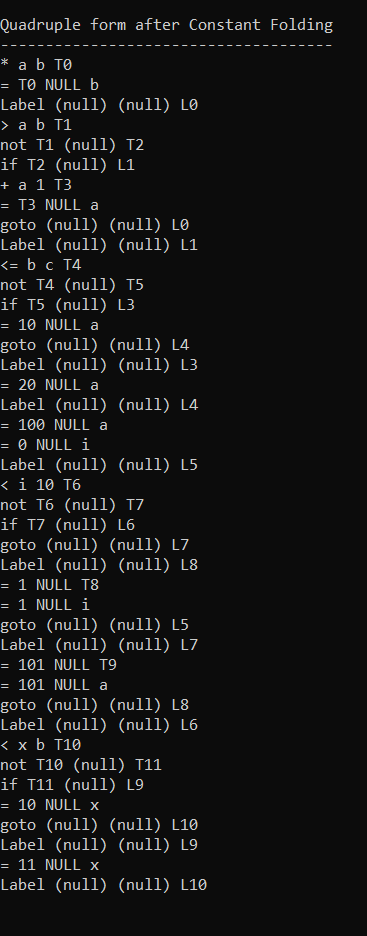 Quadruple form after Constant Folding
-------------------------------------
* a b T0
= T0 NULL b
Label (null) (null) L0
> a b T1
not T1 (null) T2
if T2 (null) L1
+ a 1 T3
= T3 NULL a
goto (null) (null) L0
Label (null) (null) L1
<= b c T4
not T4 (null) T5
if T5 (null) L3
= 10 NULL a
goto (null) (null) L4
Label (null) (null) L3
= 20 NULL a
Label (null) (null) L4
= 100 NULL a
= 0 NULL i
Label (null) (null) L5
< i 10 T6
not T6 (null) T7
if T7 (null) L6
goto (null) (null) L7
Label (null) (null) L8
= 1 NULL T8
= 1 NULL i
goto (null) (null) L5
Label (null) (null) L7
= 101 NULL T9
= 101 NULL a
goto (null) (null) L8
Label (null) (null) L6
< x b T10
not T10 (null) T11
if T11 (null) L9
= 10 NULL x
goto (null) (null) L10
Label (null) (null) L9
= 11 NULL x
Label (null) (null) L10